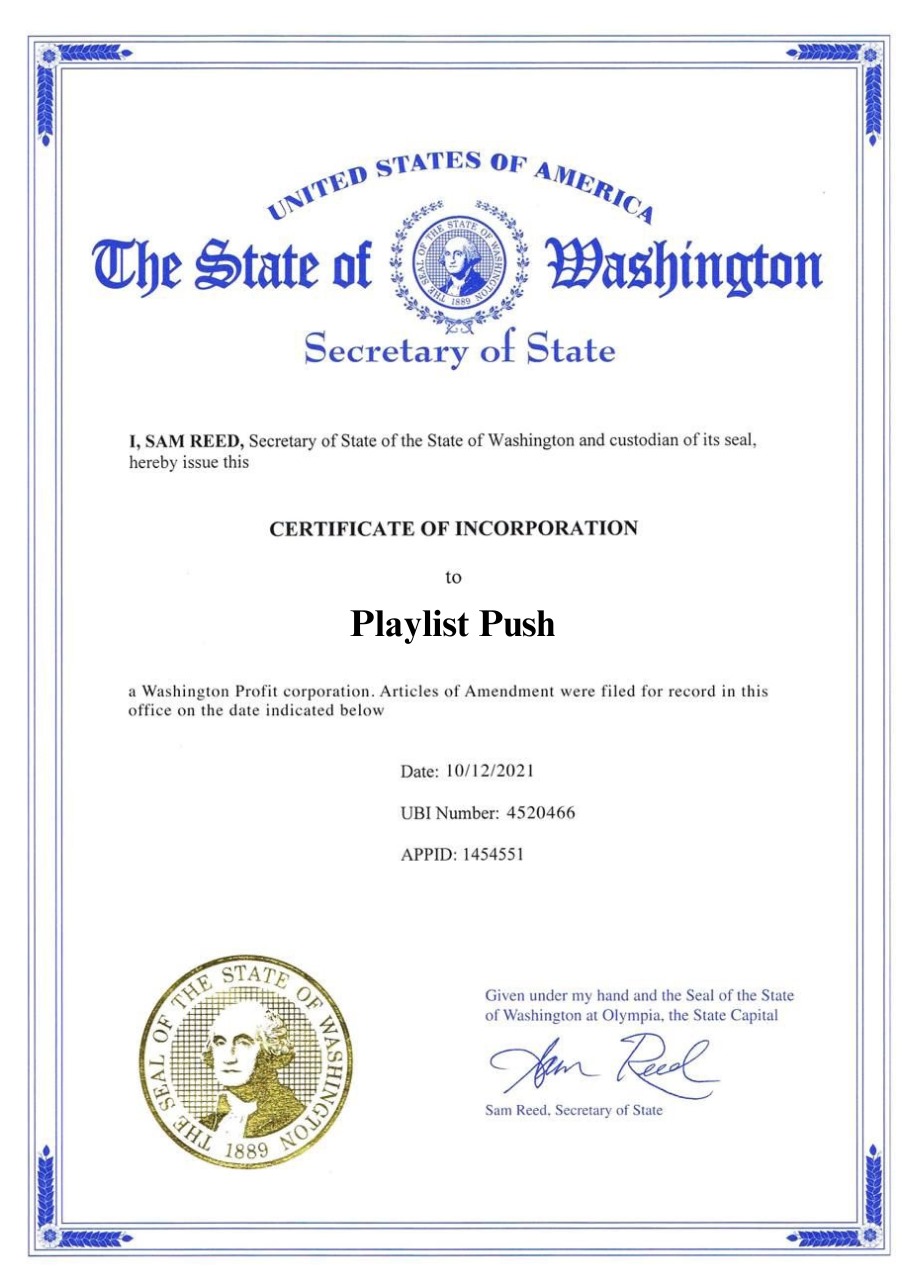 UNITED STATES OF AMERICA
The State of Washington
THE SEAL OF THE STATE OF WASHINGTON
1889
Secretary of State
I, SAM REED, Secretary of State of the State of Washington and custodian of its seal,
hereby issue this
CERTIFICATE OF INCORPORATION
to
Playlist Push
a Washington Profit corporation. Articles of Amendment were filed for record in this
office on the date indicated below
Date: 10/12/2021
UBI Number: 4520466
APPID: 1454551
THE SEAL OF THE STATE OF WASHINGTON
1889
Given under my hand and the Seal of the State
of Washington at Olympia, the State Capital
Sam Reed
Sam Reed, Secretary of State